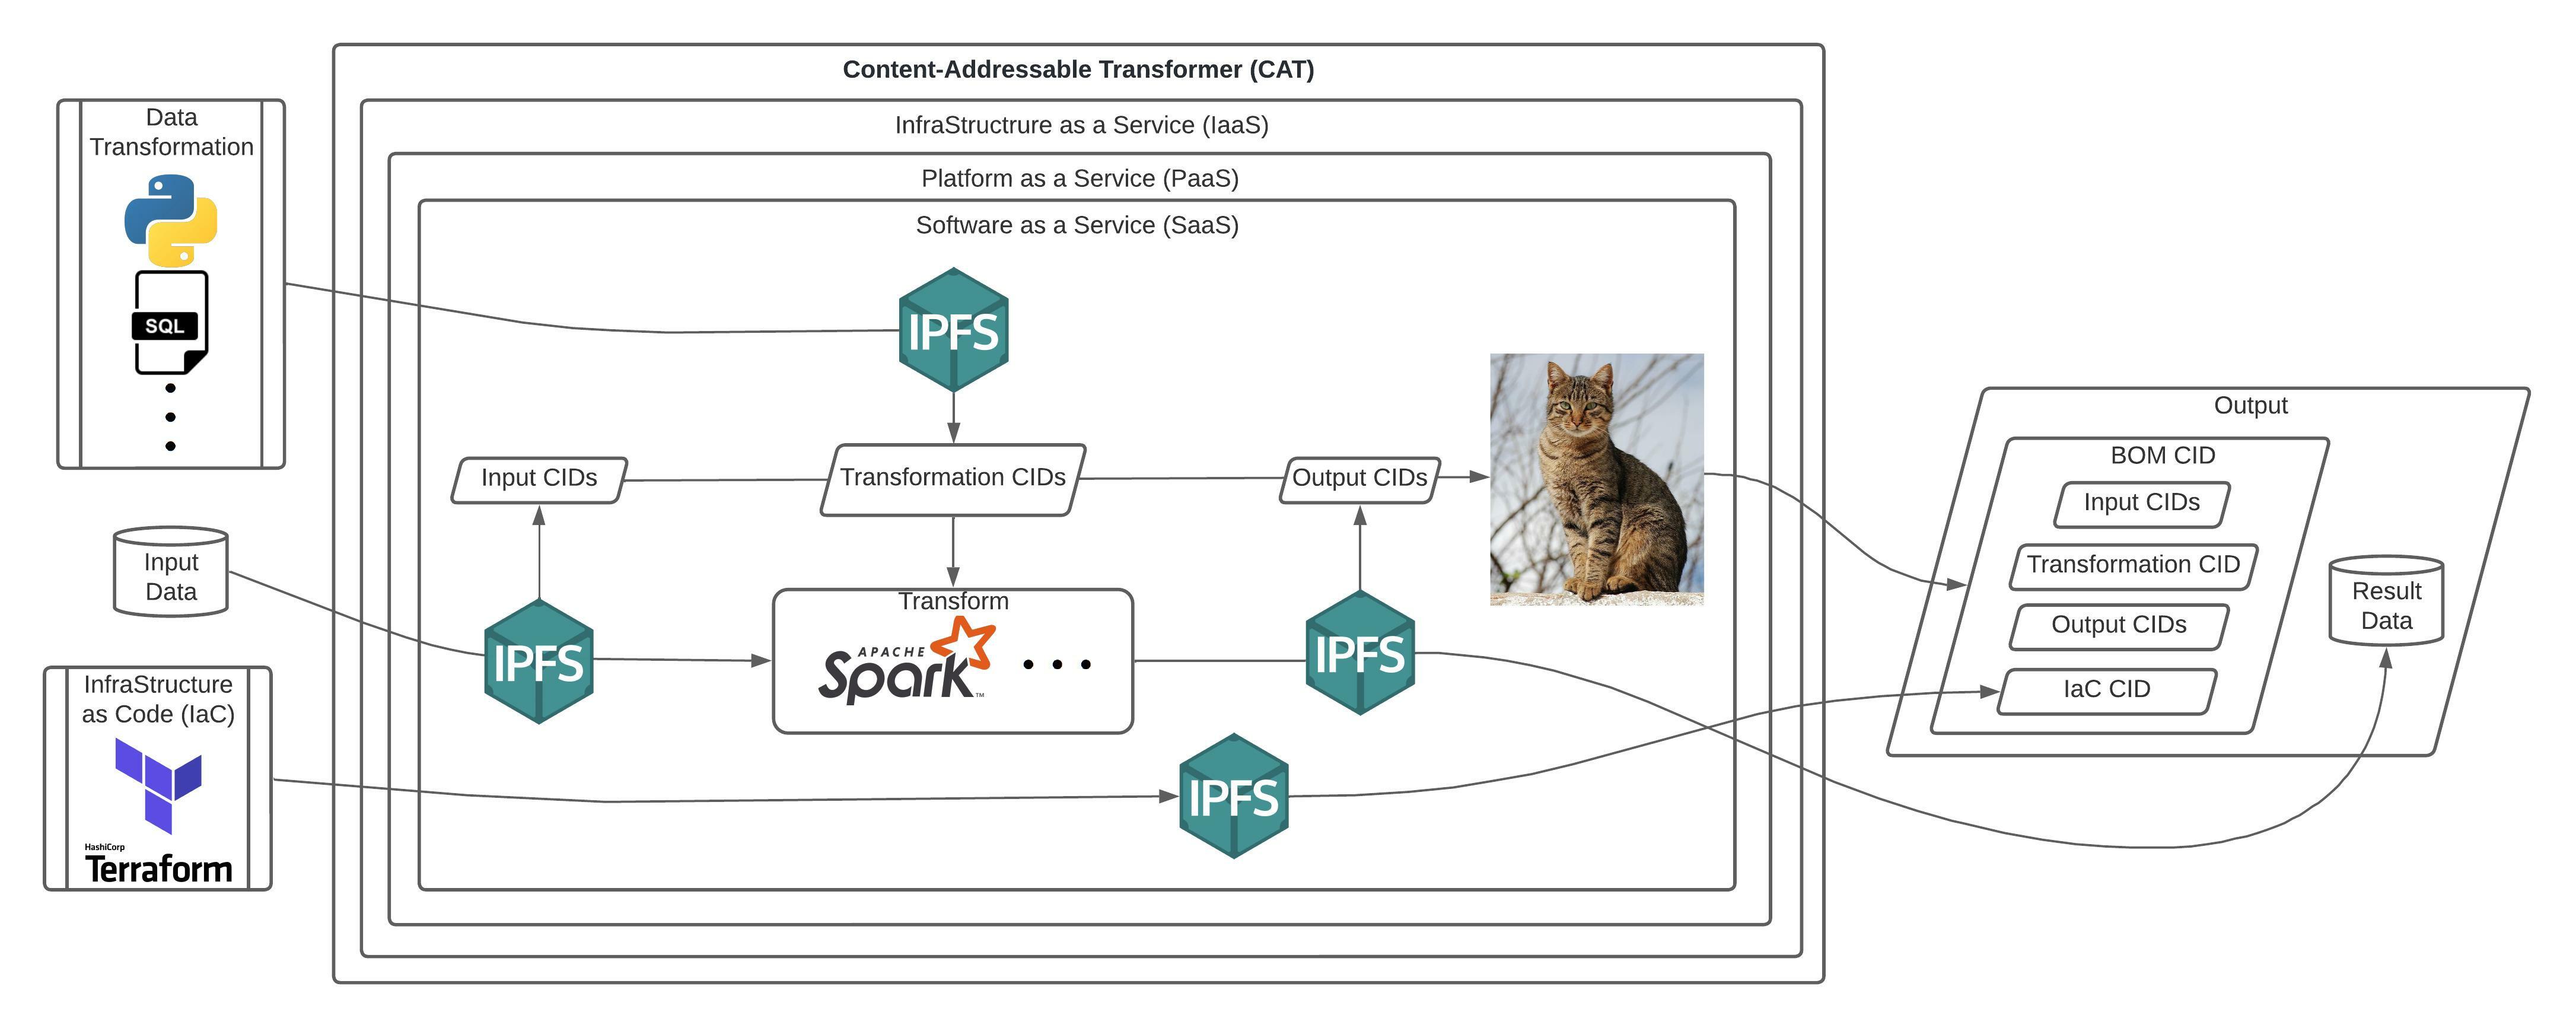 Content-Addressable Transformer (CAT)
InfraStructrure as a Service (IaaS)
Platform as a Service (PaaS)
Software as a Service (SaaS)
Data
Transformation
SQL
Input
Data
InfraStructure
as Code (IaC)
HashiCorp
Terraform
IPFS
Input CIDs
Transformation CIDs
Output CIDs
IPFS
Transform
APACHE
Spark™
IPFS
IPFS
Output
BOM CID
Input CIDs
Transformation CID
Output CIDs
IaC CID
Result
Data